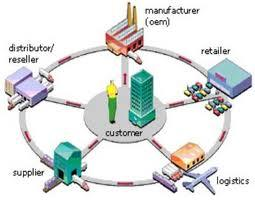 manufacturer
(oem)
distributor/
reseller
retailer
customer
supplier
logistics